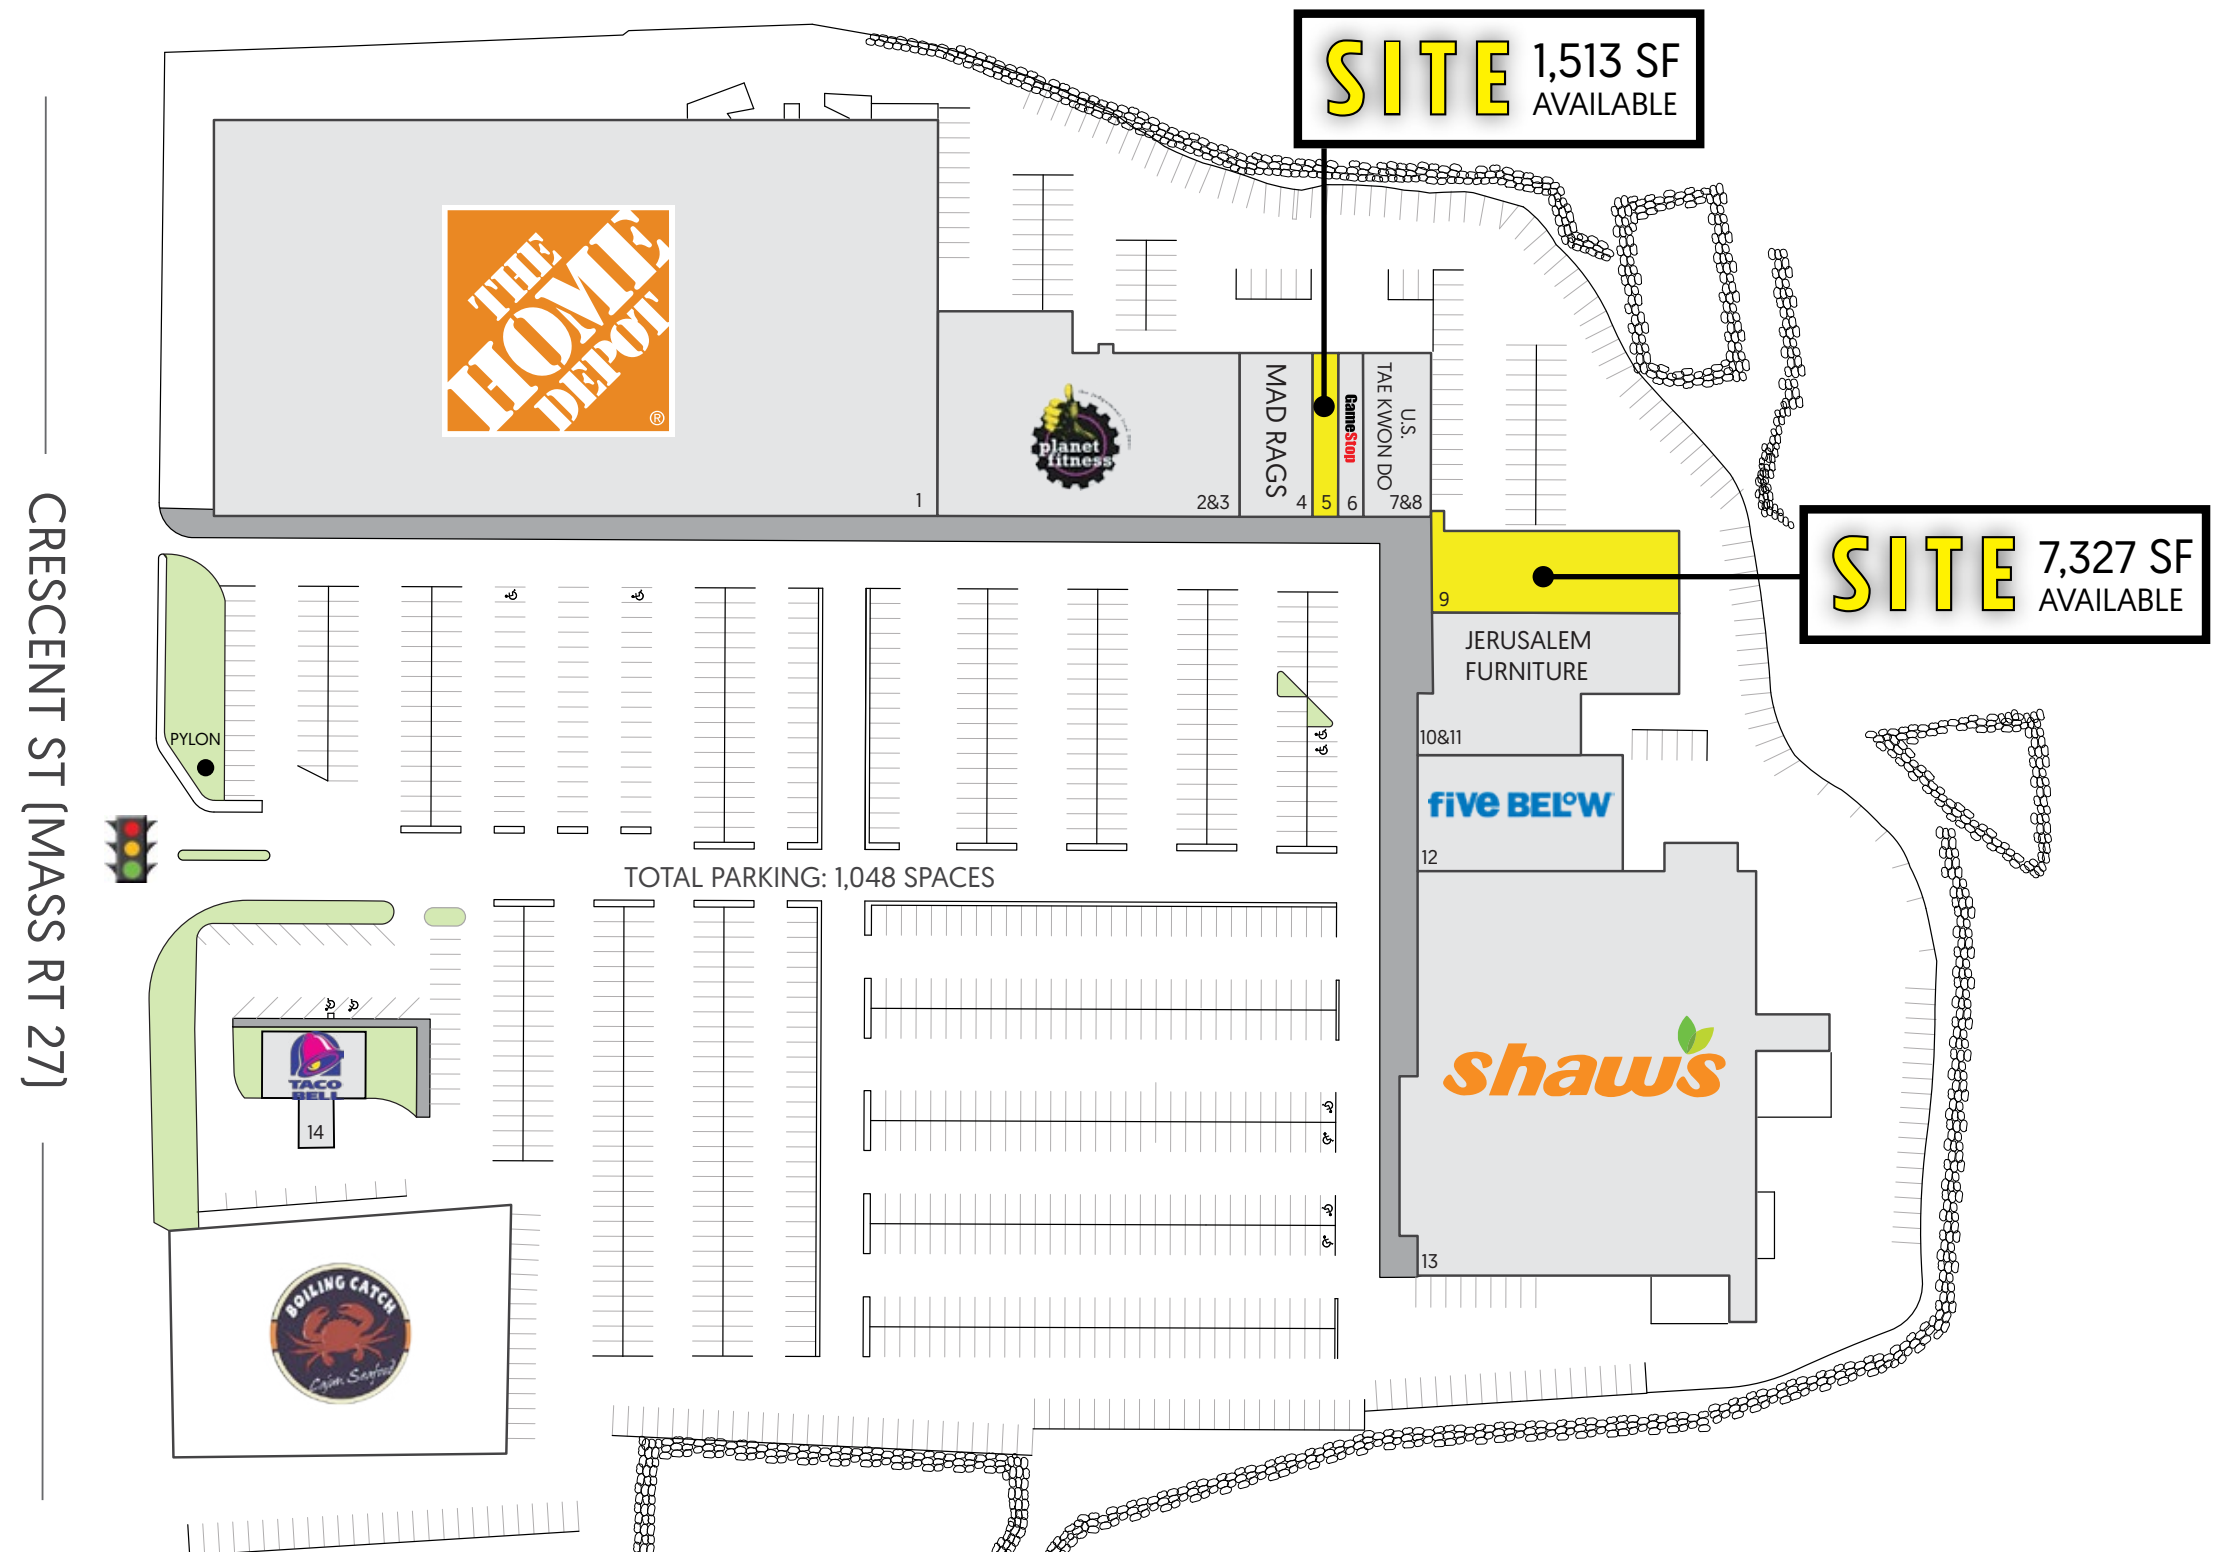 SITE 1,513 SF
AVAILABLE
THE
HOME
DEPOT
®
planet
fitness
MAD RAGS
GameStop
U.S.
TAE KWON DO
1
2&3
4
5
6
7&8
SITE 7,327 SF
AVAILABLE
9
JERUSALEM
FURNITURE
10&11
five BELOW
12
PYLON
CRESCENT ST (MASS RT 27)
TOTAL PARKING: 1,048 SPACES
TACO
BELL
14
shaw's
13
BOILING CATCH
Cajun Seafood